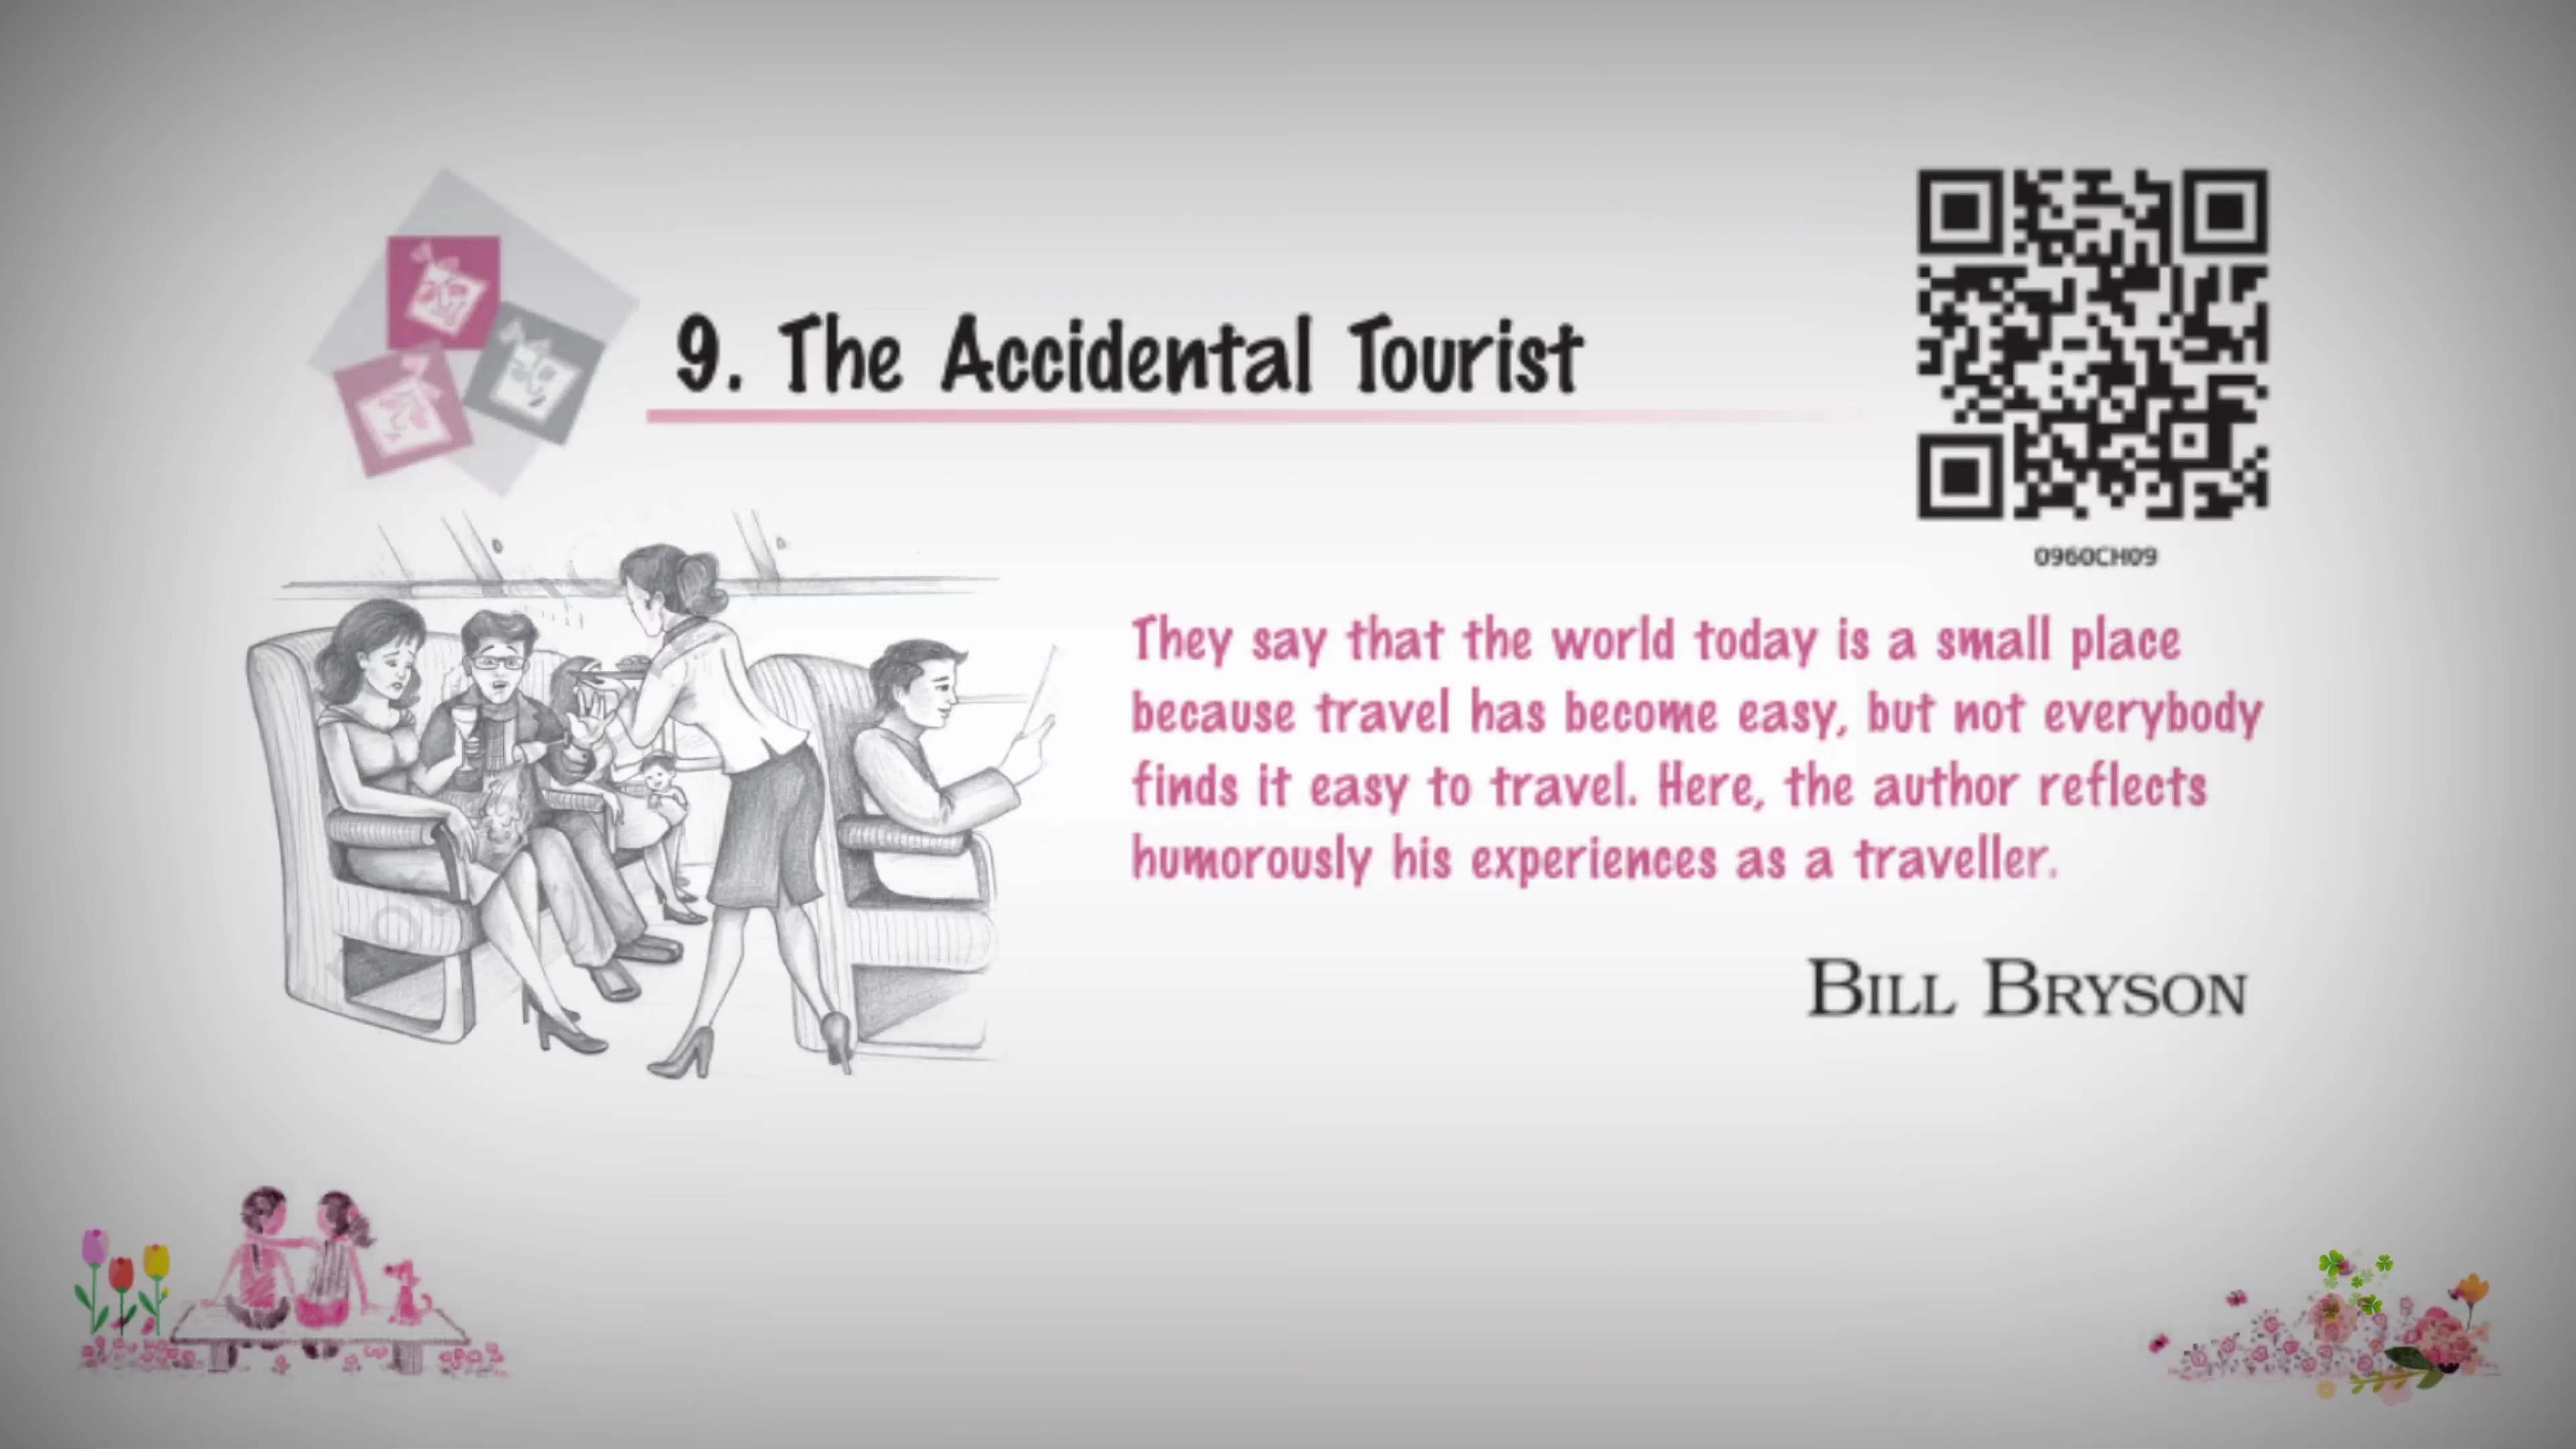 9. The Accidental Tourist
0960CH09
They say that the world today is a small place
because travel has become easy, but not everybody
finds it easy to travel. Here, the author reflects
humorously his experiences as a traveller.
BILL BRYSON